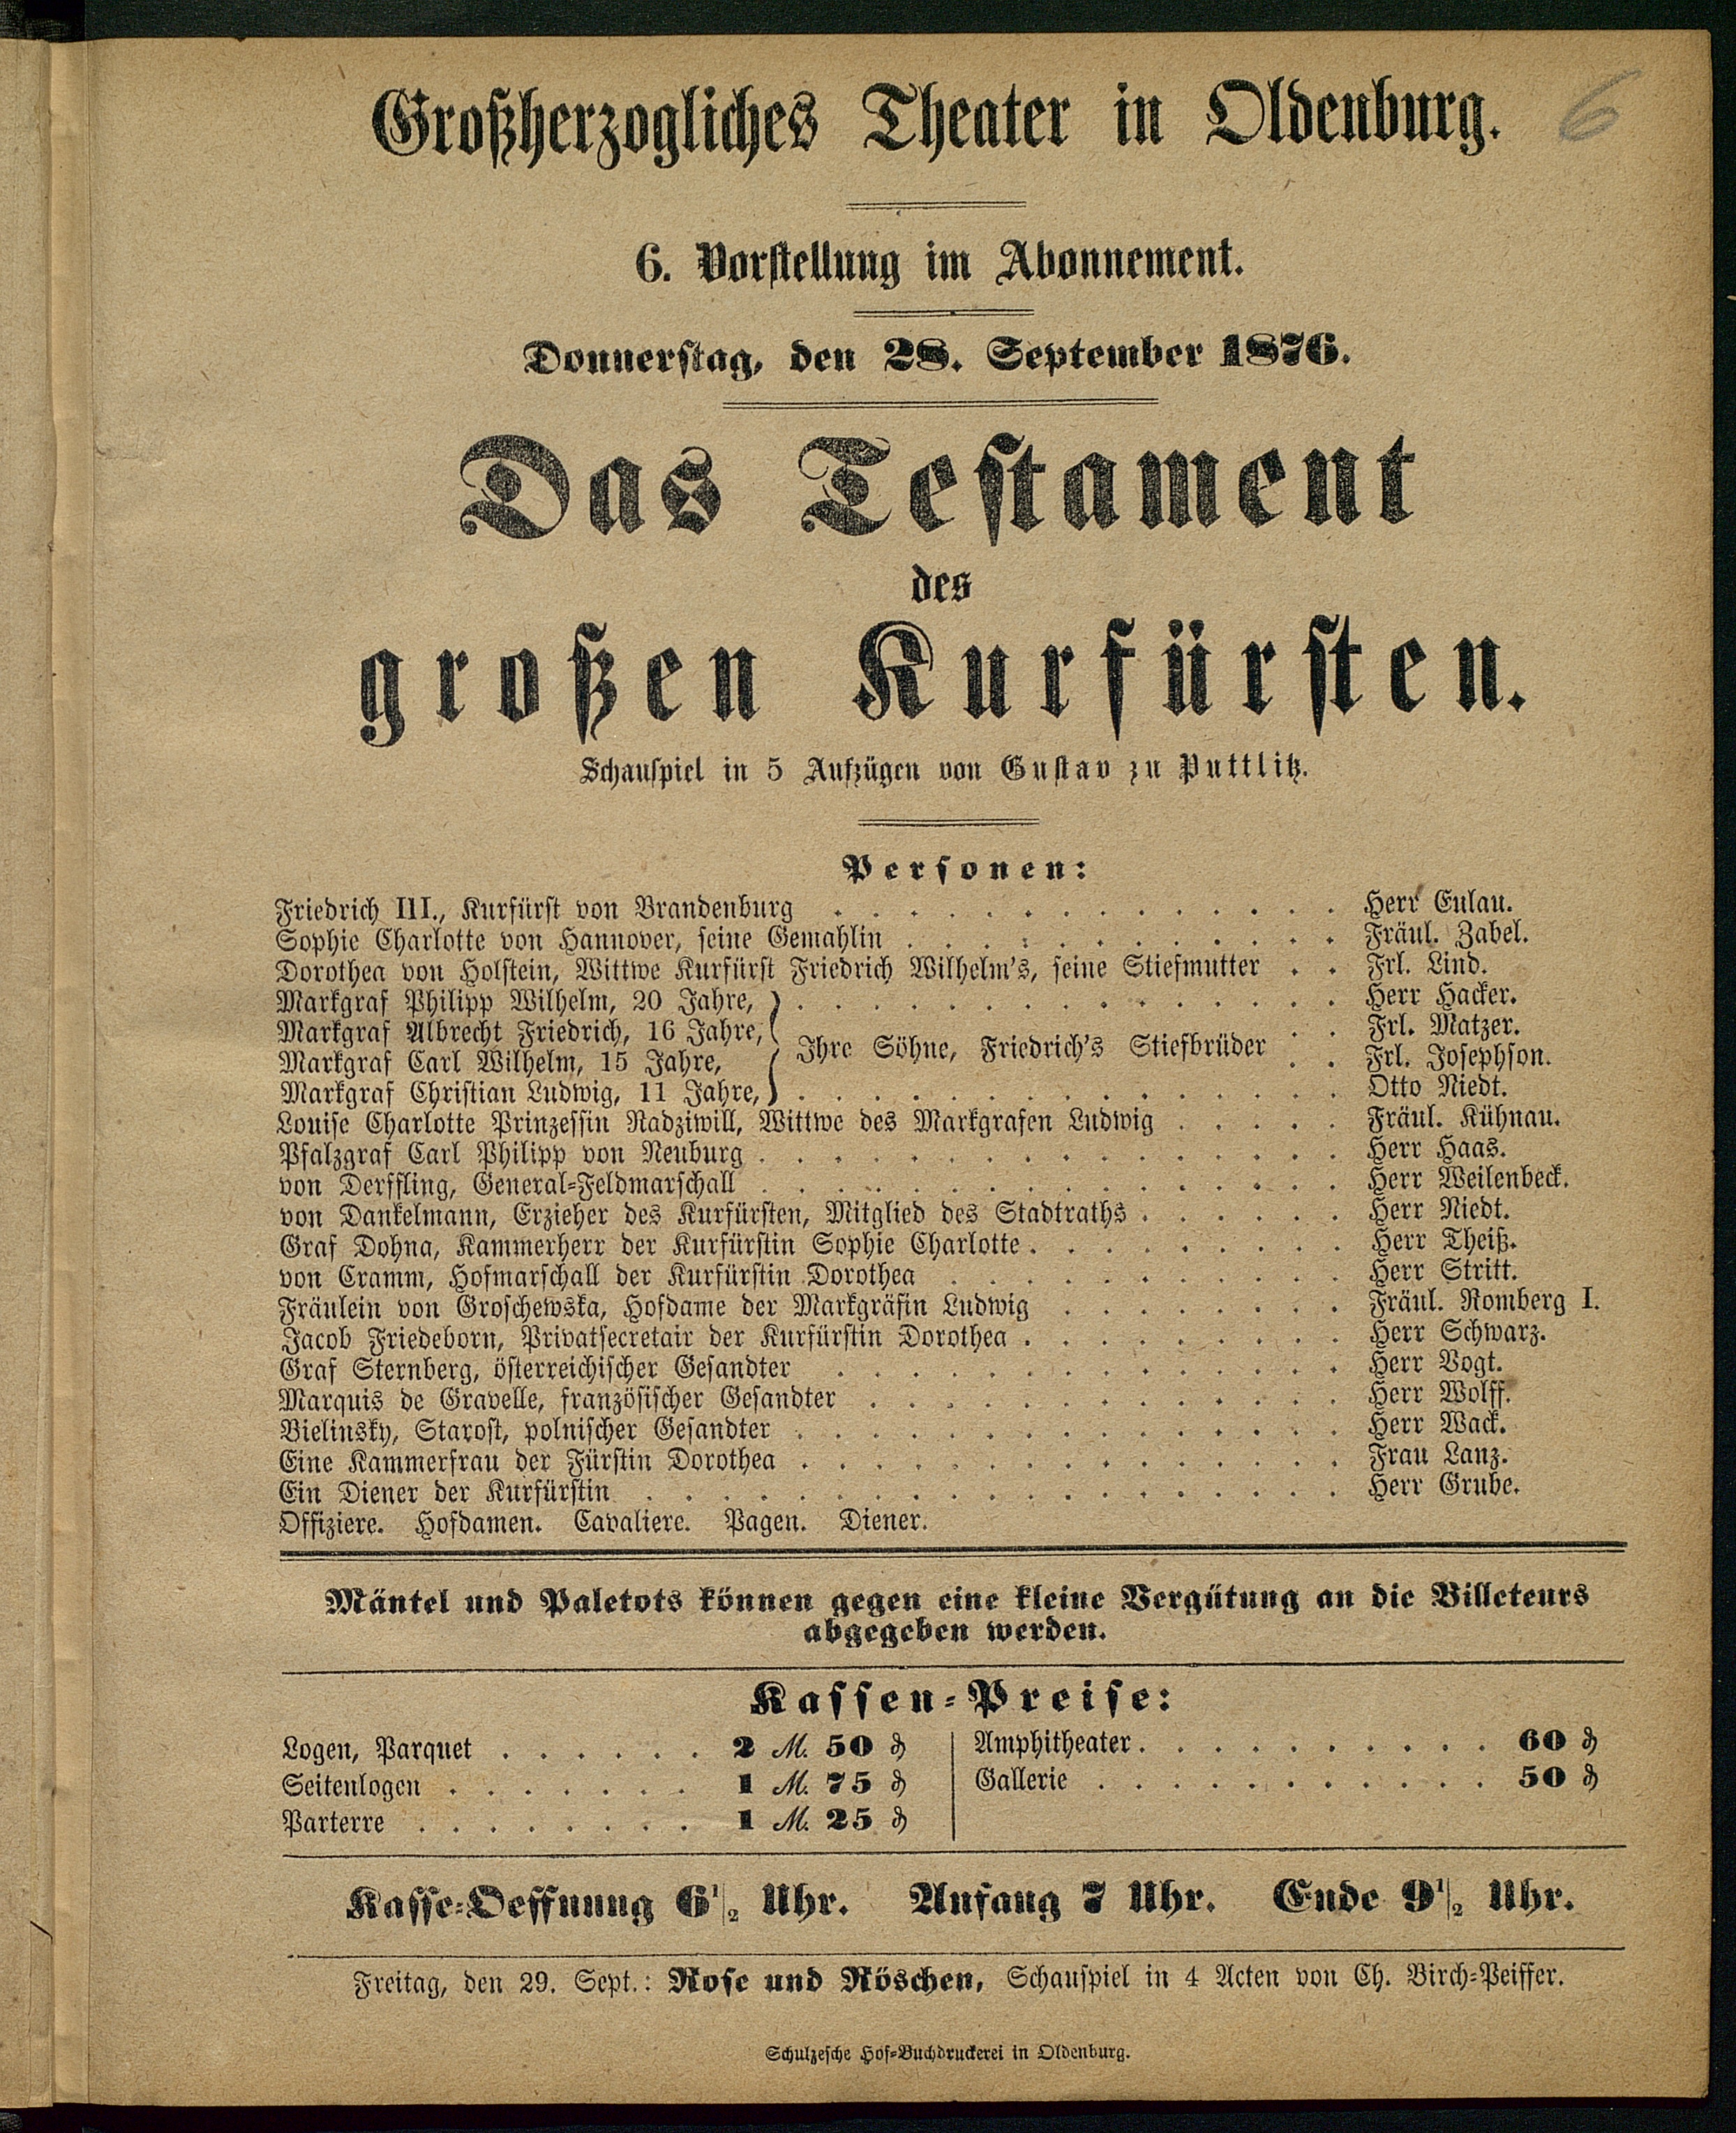 Großherzogliches Theater in Oldenburg.
6
6. Vorstellung im Abonnement.
Donnerstag, den 28. September 1876.
Das Testament
des
großen Kurfürsten.
Schauspiel in 5 Aufzügen von Gustav zu Puttlitz.
Personen:
Friedrich III., Kurfürst von Brandenburg . . . . . . . . . . . . . . Herr Eulau.
Sophie Charlotte von Hannover, seine Gemahlin . . . . . . . . . . . . Fräul. Zabel.
Dorothea von Holstein, Wittwe Kurfürst Friedrich Wilhelm's, seine Stiefmutter . . Frl. Lind.
Markgraf Philipp Wilhelm, 20 Jahre, . . . . . . . . . . . . . . . Herr Hacker.
Markgraf Albrecht Friedrich, 16 Jahre, . . Frl. Matzer.
Ihre Söhne, Friedrich's Stiefbrüder
Markgraf Carl Wilhelm, 15 Jahre, . . Frl. Josephson.
Markgraf Christian Ludwig, 11 Jahre, . . . . . . . . . . . . . . . Otto Niedt.
Louise Charlotte Prinzessin Radziwill, Wittwe des Markgrafen Ludwig . . . . . Fräul. Kühnau.
Pfalzgraf Carl Philipp von Neuburg . . . . . . . . . . . . . . . . Herr Haas.
von Derffling, General-Feldmarschall . . . . . . . . . . . . . . . . Herr Weilenbeck.
von Dankelmann, Erzieher des Kurfürsten, Mitglied des Stadtraths . . . . . . Herr Niedt.
Graf Dohna, Kammerherr der Kurfürstin Sophie Charlotte . . . . . . . . . Herr Theiß.
von Cramm, Hofmarschall der Kurfürstin Dorothea . . . . . . . . . . . Herr Stritt.
Fräulein von Groschewska, Hofdame der Markgräfin Ludwig . . . . . . . . Fräul. Romberg I.
Jacob Friedeborn, Privatsecretair der Kurfürstin Dorothea . . . . . . . . . Herr Schwarz.
Graf Sternberg, österreichischer Gesandter . . . . . . . . . . . . . . Herr Vogt.
Marquis de Gravelle, französischer Gesandter . . . . . . . . . . . . . Herr Wolff.
Bielinsky, Starost, polnischer Gesandter . . . . . . . . . . . . . . . Herr Wack.
Eine Kammerfrau der Fürstin Dorothea . . . . . . . . . . . . . . . Frau Lanz.
Ein Diener der Kurfürstin . . . . . . . . . . . . . . . . . . . Herr Grube.
Offiziere. Hofdamen. Cavaliere. Pagen. Diener.
Mäntel und Paletots können gegen eine kleine Vergütung an die Billeteurs
abgegeben werden.
Kassen-Preise:
Logen, Parquet . . . . . . 2 M. 50 ₰
Seitenlogen . . . . . . . 1 M. 75 ₰
Parterre . . . . . . . . 1 M. 25 ₰
Amphitheater . . . . . . . . . . 60 ₰
Gallerie . . . . . . . . . . . 50 ₰
Kasse-Oeffnung 6½ Uhr. Anfang 7 Uhr. Ende 9½ Uhr.
Freitag, den 29. Sept.: Rose und Röschen, Schauspiel in 4 Acten von Ch. Birch-Peiffer.
Schulzesche Hof-Buchdruckerei in Oldenburg.